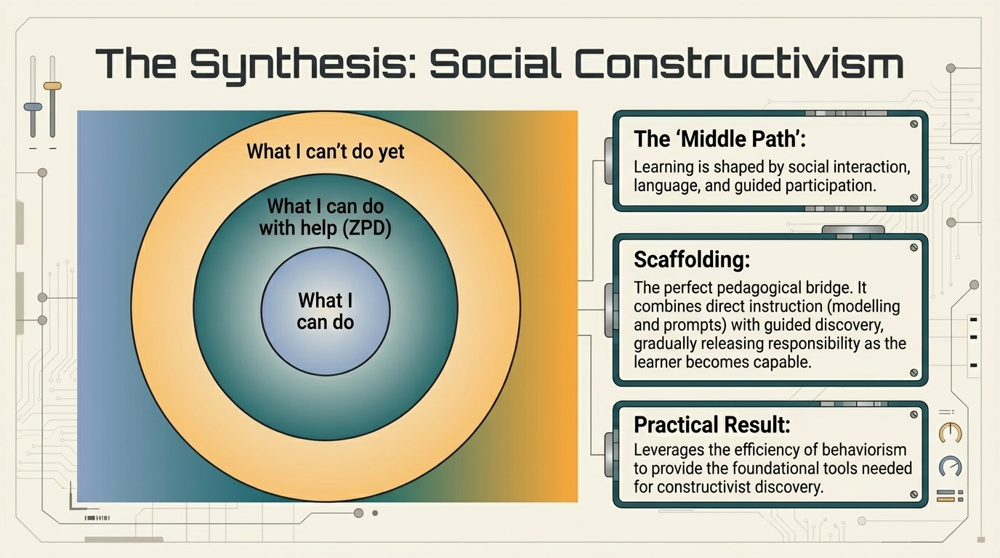 The Synthesis: Social Constructivism
What I can’t do yet
What I can do
with help (ZPD)
What I
can do
The ‘Middle Path’:
Learning is shaped by social interaction,
language, and guided participation.
Scaffolding:
The perfect pedagogical bridge. It
combines direct instruction (modelling
and prompts) with guided discovery,
gradually releasing responsibility as the
learner becomes capable.
Practical Result:
Leverages the efficiency of behaviorism
to provide the foundational tools needed
for constructivist discovery.